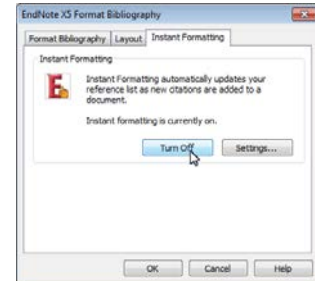 EndNote X5 Format Bibliography
Format Bibliography Layout Instant Formatting
Instant Formatting
Instant Formatting automatically updates your
reference list as new citations are added to a
document.
Instant formatting is currently on.
Turn Off Settings...
OK Cancel Help